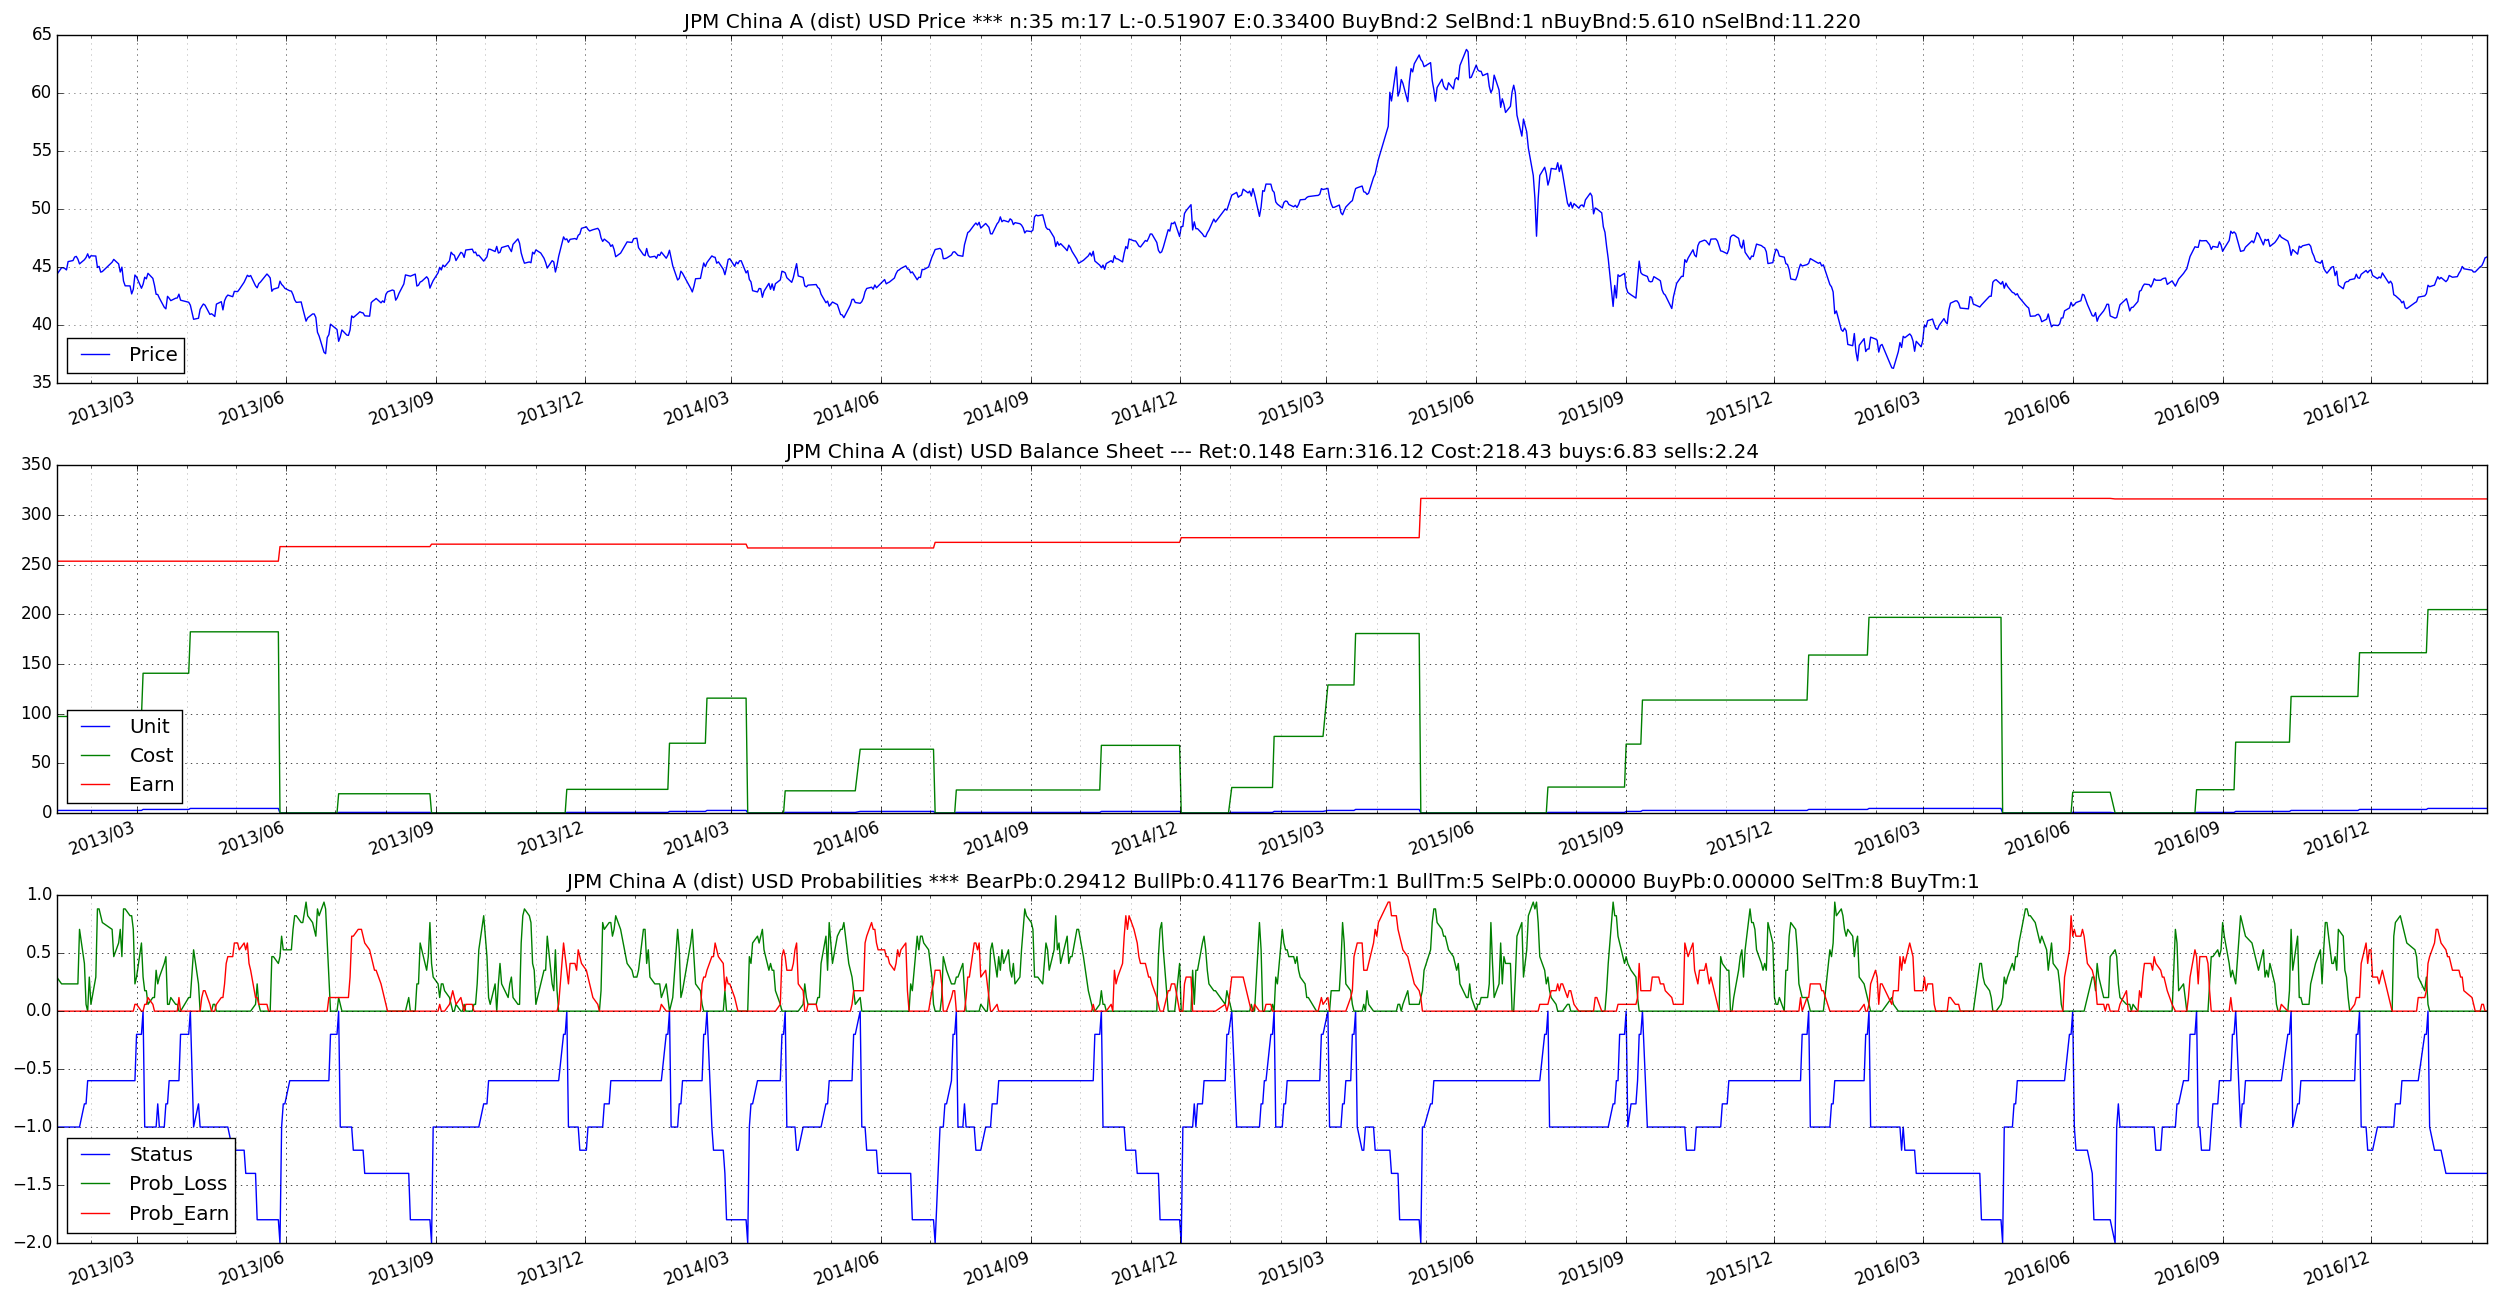 JPM China A (dist) USD Price *** n:35 m:17 L:-0.51907 E:0.33400 BuyBnd:2 SelBnd:1 nBuyBnd:5.610 nSelBnd:11.220
65
60
55
50
45
40
35
Price
2013/03 2013/06 2013/09 2013/12 2014/03 2014/06 2014/09 2014/12 2015/03 2015/06 2015/09 2015/12 2016/03 2016/06 2016/09 2016/12
JPM China A (dist) USD Balance Sheet --- Ret:0.148 Earn:316.12 Cost:218.43 buys:6.83 sells:2.24
350
300
250
200
150
100
50
0
Unit
Cost
Earn
2013/03 2013/06 2013/09 2013/12 2014/03 2014/06 2014/09 2014/12 2015/03 2015/06 2015/09 2015/12 2016/03 2016/06 2016/09 2016/12
JPM China A (dist) USD Probabilities *** BearPb:0.29412 BullPb:0.41176 BearTm:1 BullTm:5 SelPb:0.00000 BuyPb:0.00000 SelTm:8 BuyTm:1
1.0
0.5
0.0
−0.5
−1.0
−1.5
−2.0
Status
Prob_Loss
Prob_Earn
2013/03 2013/06 2013/09 2013/12 2014/03 2014/06 2014/09 2014/12 2015/03 2015/06 2015/09 2015/12 2016/03 2016/06 2016/09 2016/12